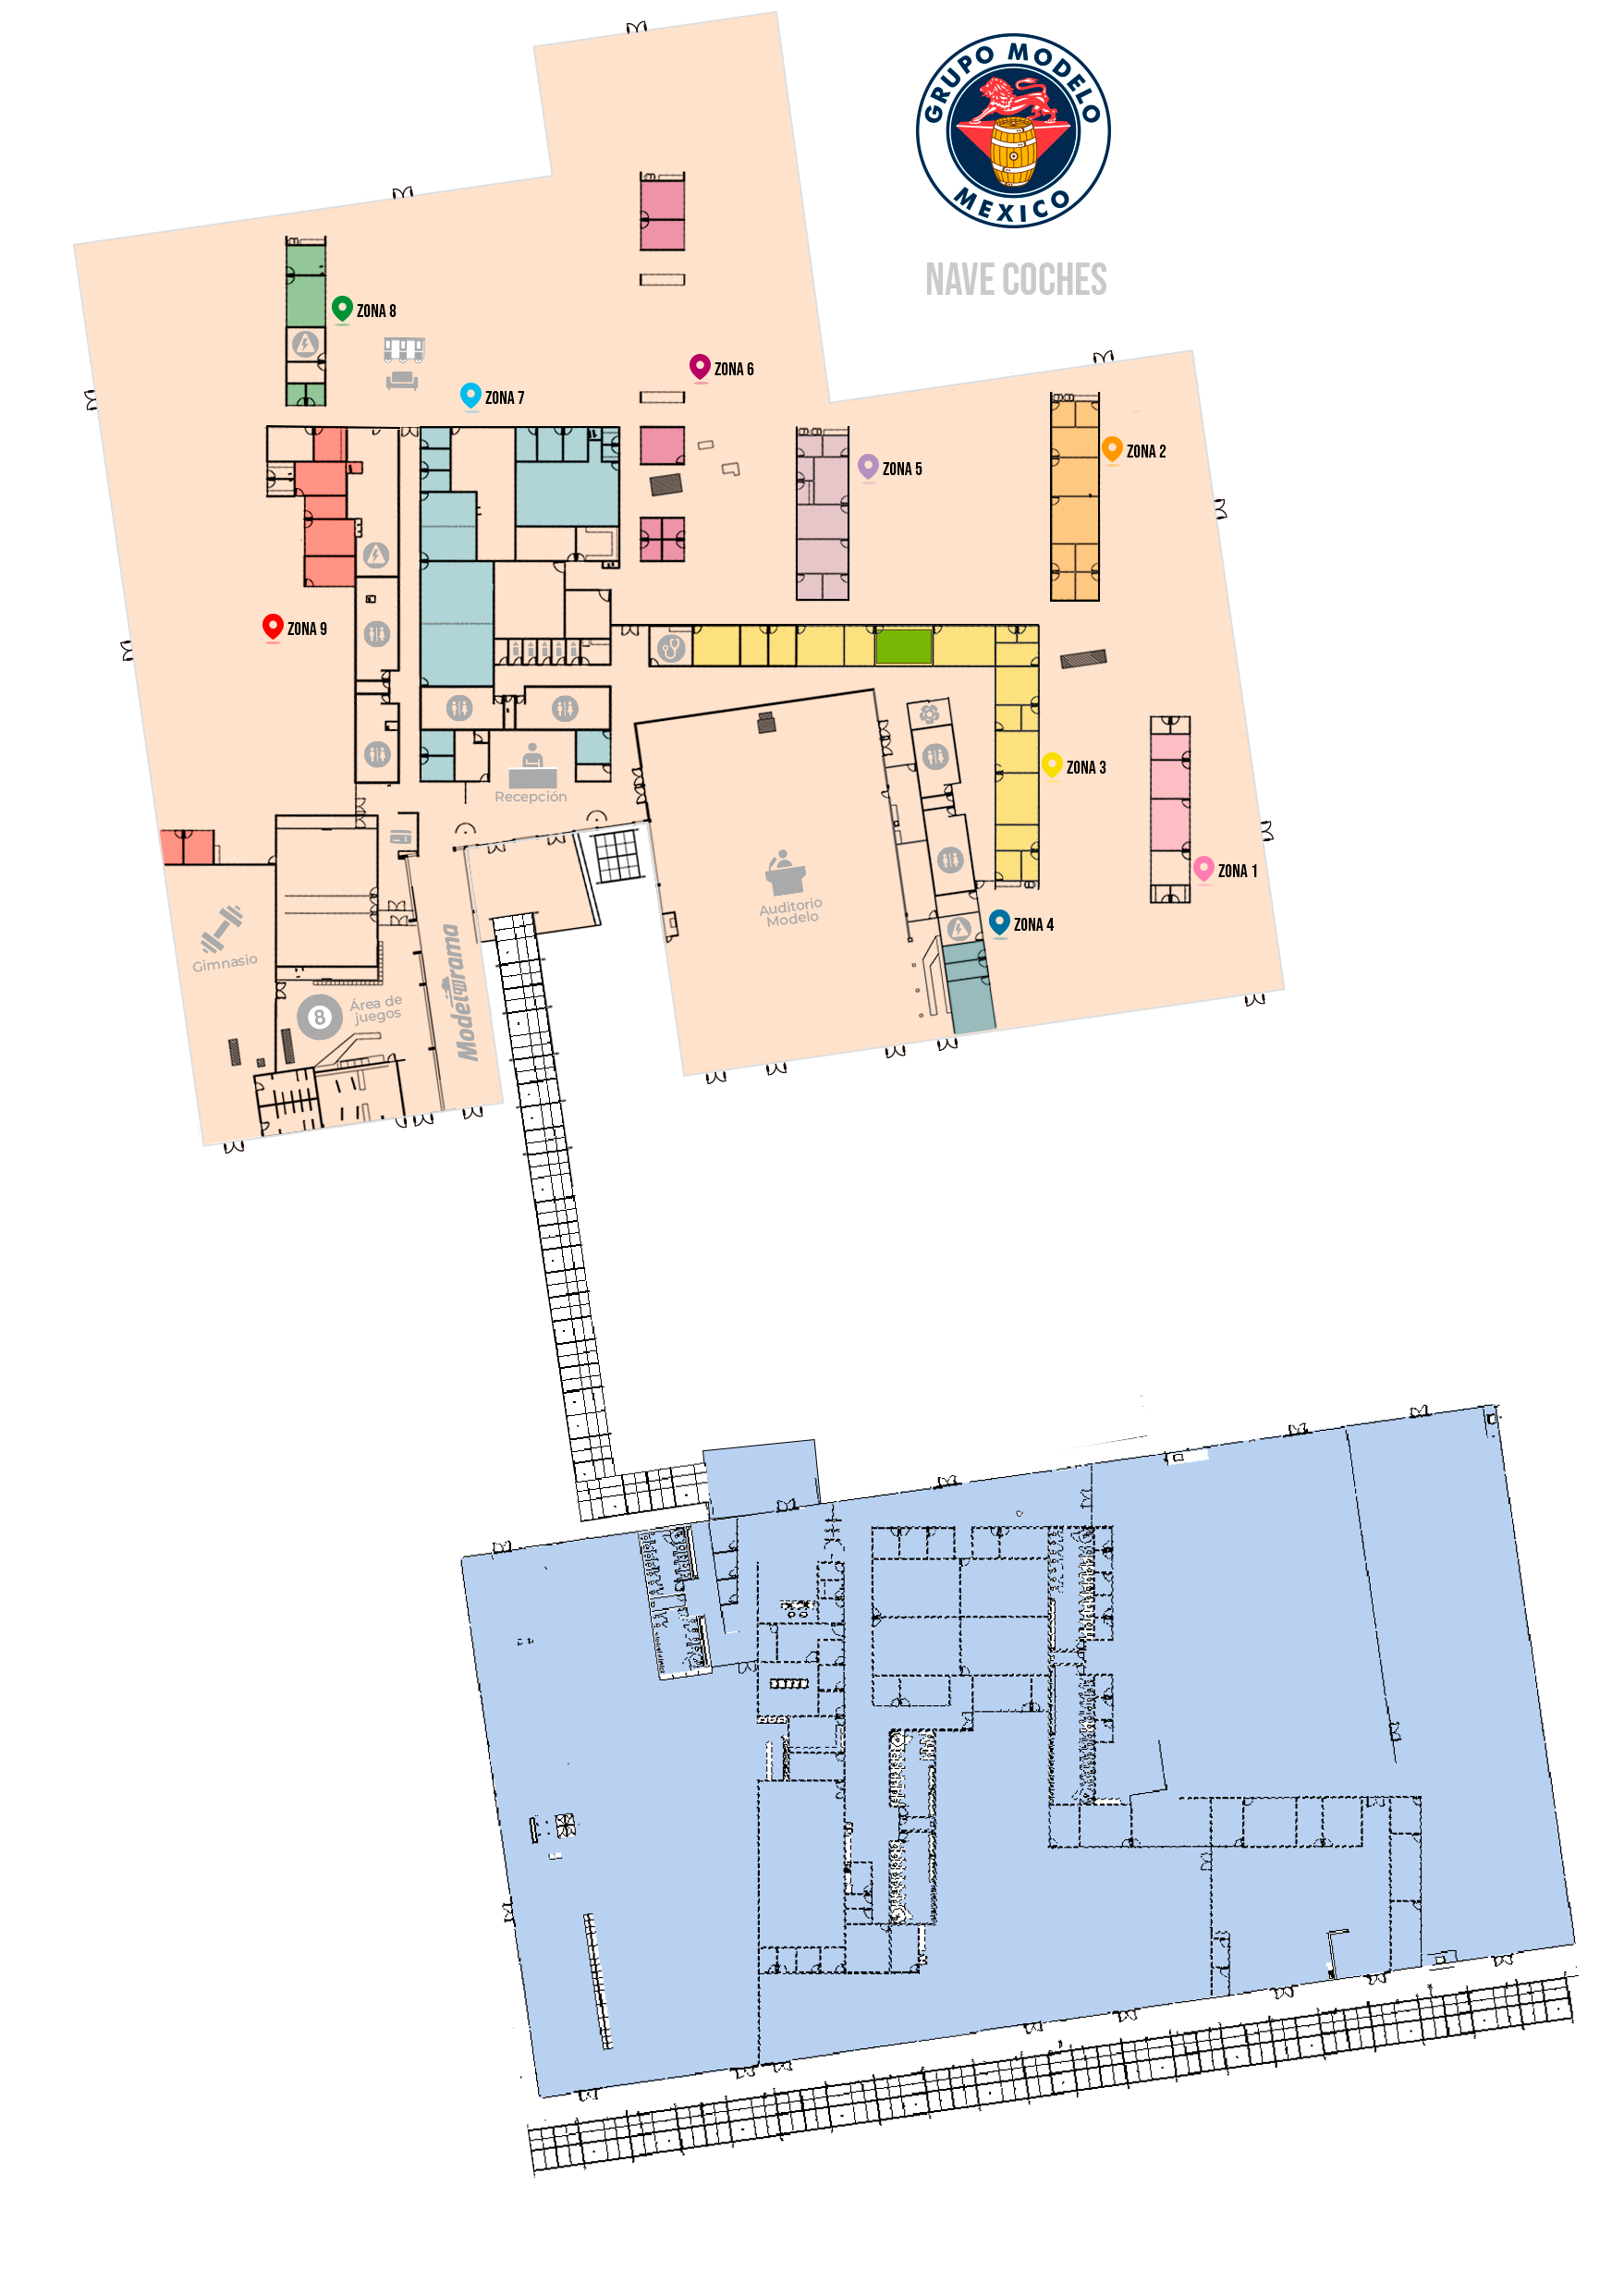 GRUPO MODELO
MEXICO
NAVE COCHES
ZONA 8
ZONA 6
ZONA 7
ZONA 2
ZONA 5
ZONA 9
ZONA 3
Recepción
ZONA 1
Auditorio
Modelo
ZONA 4
Gimnasio
Modelorama
8
Área de
juegos